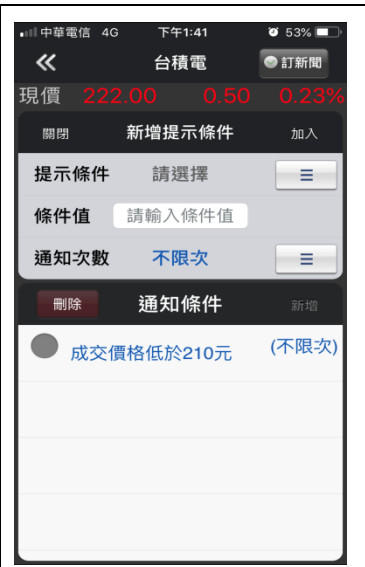 中華電信 4G 下午1:41 53%
台積電 訂新聞
現價 222.00 0.50 0.23%
關閉 新增提示條件 加入
提示條件 請選擇
條件值 請輸入條件值
通知次數 不限次
刪除 通知條件 新增
成交價格低於210元 (不限次)